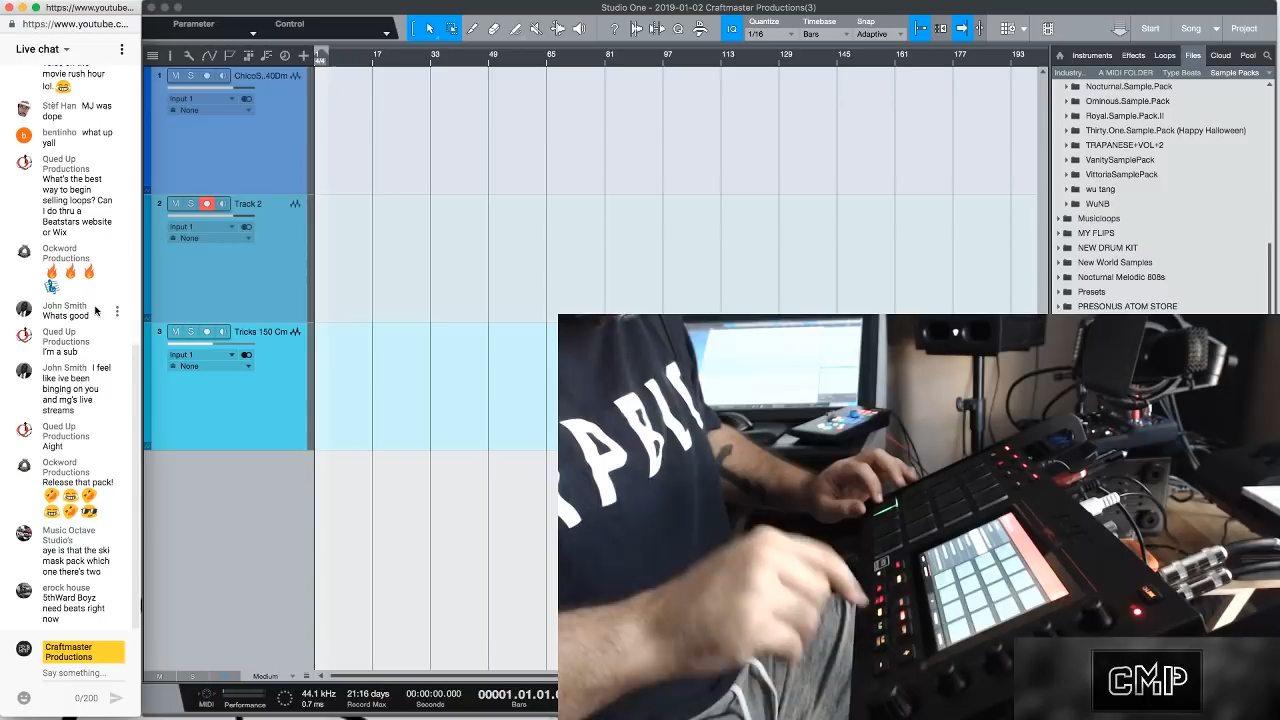 https://www.youtube...
https://www.youtube.c...
Live chat
movie rush hour
lol.
Stèf Han MJ was
dope
bentinho what up
yall
Qued Up
Productions
What's the best
way to begin
selling loops? Can
I do thru a
Beatstars website
or Wix
Ockword
Productions
John Smith
Whats good
Qued Up
Productions
I'm a sub
John Smith I feel
like ive been
binging on you
and mg's live
streams
Qued Up
Productions
Aight
Ockword
Productions
Release that pack!
Music Octave
Studio's
aye is that the ski
mask pack which
one there's two
erock house
5thWard Boyz
need beats right
now
Craftmaster
Productions
Say something...
0/200
Studio One - 2019-01-02 Craftmaster Productions(3)
Parameter Control
IQ Quantize Timebase Snap
1/16 Bars Adaptive
Start Song Project
1 17 33 49 65 81 97 113 129 145 161 177 193
4/4
1 M S ChicoS..40Dm
Input 1
None
2 M S Track 2
Input 1
None
3 M S Tricks 150 Cm
Input 1
None
M S Medium
MIDI Performance
44.1 kHz 21:16 days 00:00:00.000 00001.01.01.0
0.7 ms Record Max Seconds Bars
Instruments Effects Loops Files Cloud Pool
Industry.. A MIDI FOLDER Type Beats Sample Packs
Nocturnal.Sample.Pack
Ominous.Sample.Pack
Royal.Sample.Pack.II
Thirty.One.Sample.Pack (Happy Halloween)
TRAPANESE+VOL+2
VanitySamplePack
VittoriaSamplePack
wu tang
WuNB
Musicloops
MY FLIPS
NEW DRUM KIT
New World Samples
Nocturnal Melodic 808s
Presets
PRESONUS ATOM STORE
CMP